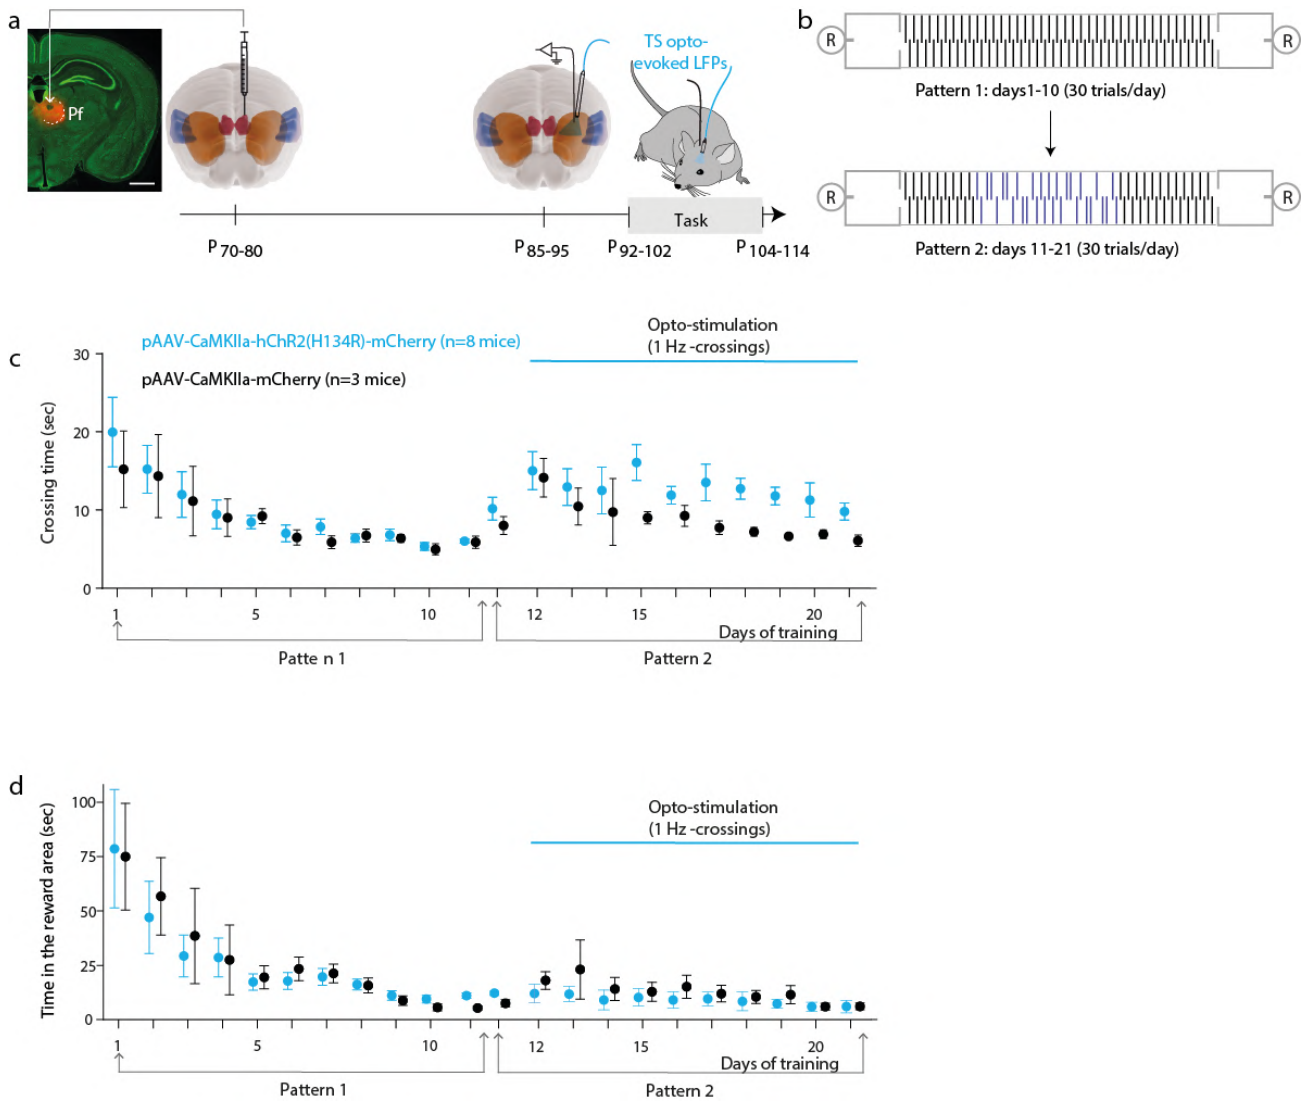 a
Pf
TS opto-
evoked LFPs
Task
P70-80
P85-95
P92-102
P104-114
b
R
R
Pattern 1: days1-10 (30 trials/day)
R
R
Pattern 2: days 11-21 (30 trials/day)
c
pAAV-CaMKIIa-hChR2(H134R)-mCherry (n=8 mice)
pAAV-CaMKIIa-mCherry (n=3 mice)
Opto-stimulation
(1 Hz -crossings)
Crossing time (sec)
30
20
10
0
1
5
10
12
15
20
Days of training
Patte n 1
Pattern 2
d
Opto-stimulation
(1 Hz -crossings)
Time in the reward area (sec)
100
75
50
25
0
1
5
10
12
15
20
Days of training
Pattern 1
Pattern 2